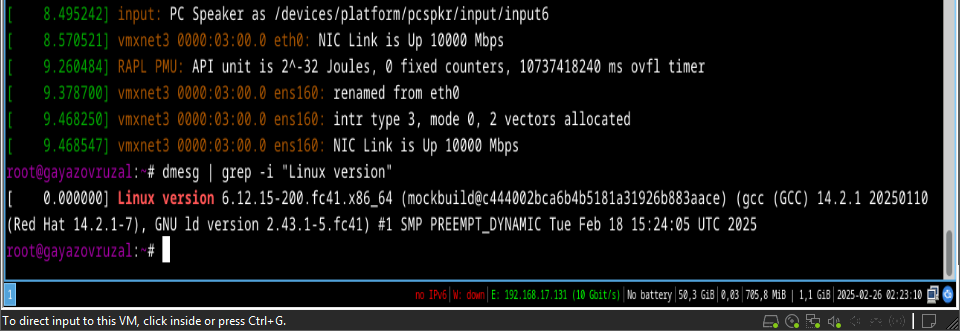 [    8.495242] input: PC Speaker as /devices/platform/pcspkr/input/input6
[    8.570521] vmxnet3 0000:03:00.0 eth0: NIC Link is Up 10000 Mbps
[    9.260484] RAPL PMU: API unit is 2^-32 Joules, 0 fixed counters, 10737418240 ms ovfl timer
[    9.378700] vmxnet3 0000:03:00.0 ens160: renamed from eth0
[    9.468250] vmxnet3 0000:03:00.0 ens160: intr type 3, mode 0, 2 vectors allocated
[    9.468547] vmxnet3 0000:03:00.0 ens160: NIC Link is Up 10000 Mbps
root@gayazovruzal:~# dmesg | grep -i "Linux version"
[    0.000000] Linux version 6.12.15-200.fc41.x86_64 (mockbuild@c444002bca6b4b5181a31926b883aace) (gcc (GCC) 14.2.1 20250110
(Red Hat 14.2.1-7), GNU ld version 2.43.1-5.fc41) #1 SMP PREEMPT_DYNAMIC Tue Feb 18 15:24:05 UTC 2025
root@gayazovruzal:~#
1 no IPv6|W: down|E: 192.168.17.131 (10 Gbit/s)|No battery|50,3 GiB|0,03|705,8 MiB | 1,1 GiB|2025-02-26 02:23:10
To direct input to this VM, click inside or press Ctrl+G.